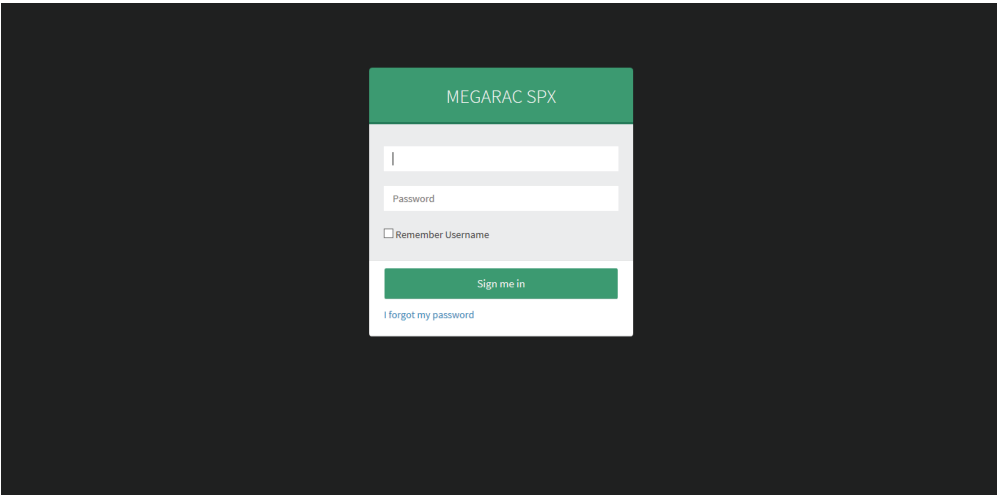 MEGARAC SPX
Password
Remember Username
Sign me in
I forgot my password